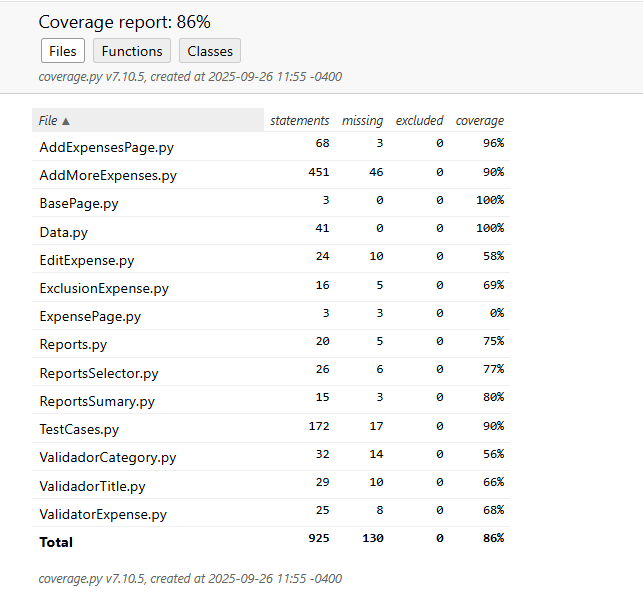 Coverage report: 86%
Files Functions Classes
coverage.py v7.10.5, created at 2025-09-26 11:55 -0400
File ▲ statements missing excluded coverage
AddExpensesPage.py 68 3 0 96%
AddMoreExpenses.py 451 46 0 90%
BasePage.py 3 0 0 100%
Data.py 41 0 0 100%
EditExpense.py 24 10 0 58%
ExclusionExpense.py 16 5 0 69%
ExpensePage.py 3 3 0 0%
Reports.py 20 5 0 75%
ReportsSelector.py 26 6 0 77%
ReportsSumary.py 15 3 0 80%
TestCases.py 172 17 0 90%
ValidadorCategory.py 32 14 0 56%
ValidadorTitle.py 29 10 0 66%
ValidatorExpense.py 25 8 0 68%
Total 925 130 0 86%
coverage.py v7.10.5, created at 2025-09-26 11:55 -0400